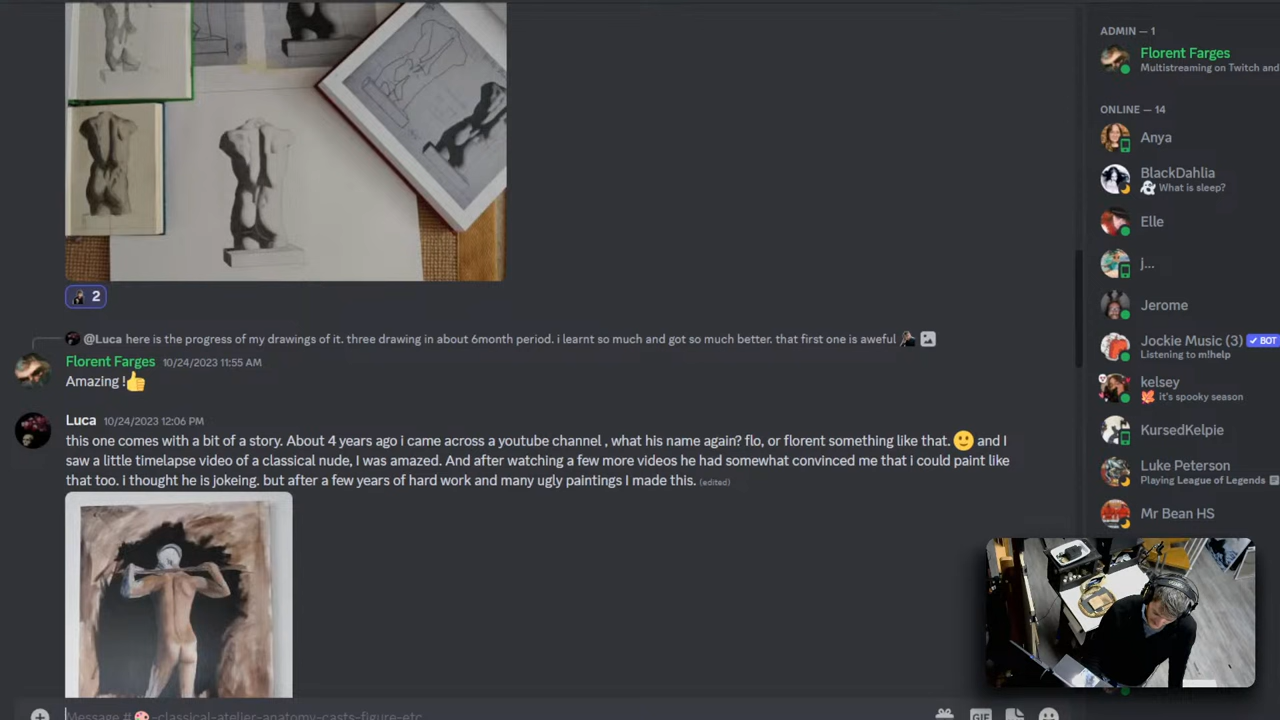 2
@Luca here is the progress of my drawings of it. three drawing in about 6month period. i learnt so much and got so much better. that first one is aweful
Florent Farges 10/24/2023 11:55 AM
Amazing !
Luca 10/24/2023 12:06 PM
this one comes with a bit of a story. About 4 years ago i came across a youtube channel , what his name again? flo, or florent something like that. and I
saw a little timelapse video of a classical nude, I was amazed. And after watching a few more videos he had somewhat convinced me that i could paint like
that too. i thought he is jokeing. but after a few years of hard work and many ugly paintings I made this. (edited)
Message # -classical-atelier-anatomy-casts-figure-etc
GIF
ADMIN — 1
Florent Farges
Multistreaming on Twitch and
ONLINE — 14
Anya
BlackDahlia
What is sleep?
Elle
j...
Jerome
Jockie Music (3) ✓ BOT
Listening to m!help
kelsey
it's spooky season
KursedKelpie
Luke Peterson
Playing League of Legends
Mr Bean HS